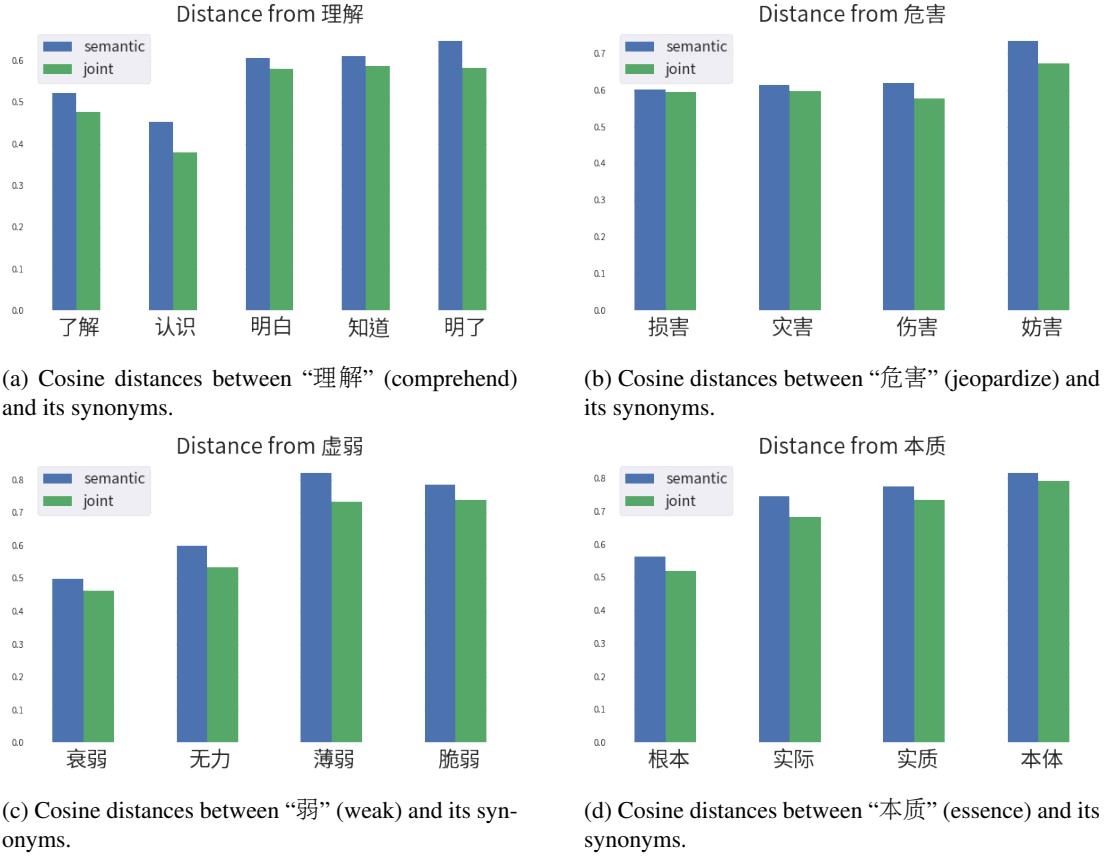 Distance from 理解
semantic
joint
0.6
0.5
0.4
0.3
0.2
0.1
0.0
了解 认识 明白 知道 明了
(a) Cosine distances between “理解” (comprehend)
and its synonyms.
Distance from 危害
semantic
joint
0.7
0.6
0.5
0.4
0.3
0.2
0.1
0.0
损害 灾害 伤害 妨害
(b) Cosine distances between “危害” (jeopardize) and
its synonyms.
Distance from 虚弱
semantic
joint
0.8
0.7
0.6
0.5
0.4
0.3
0.2
0.1
0.0
衰弱 无力 薄弱 脆弱
(c) Cosine distances between “弱” (weak) and its syn-
onyms.
Distance from 本质
semantic
joint
0.8
0.7
0.6
0.5
0.4
0.3
0.2
0.1
0.0
根本 实际 实质 本体
(d) Cosine distances between “本质” (essence) and its
synonyms.